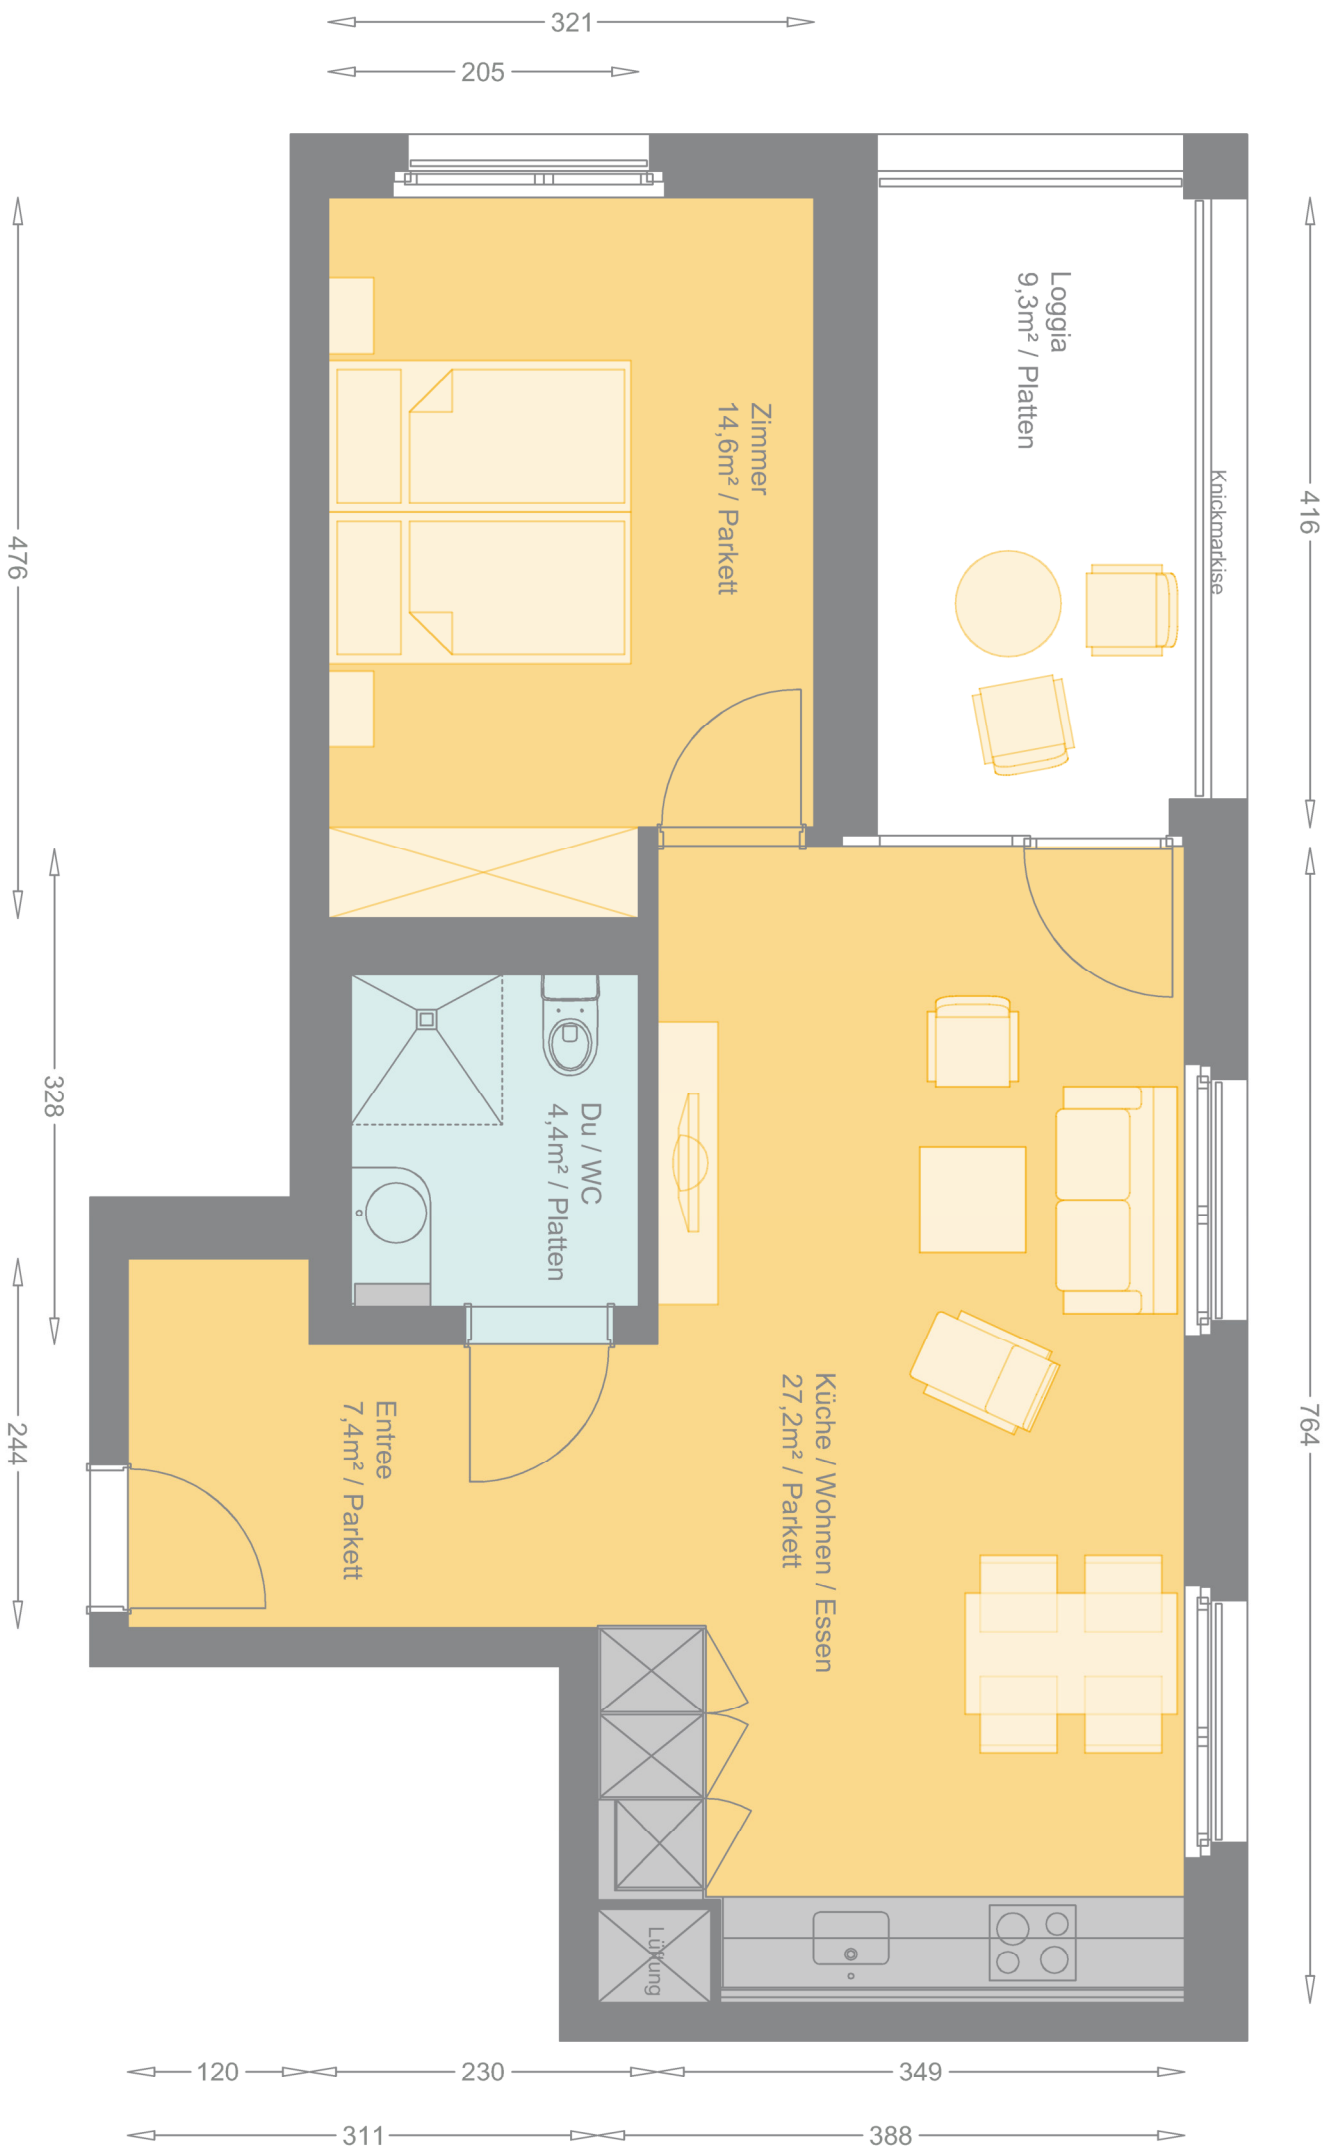 321
205
476
416
328
244
764
Loggia
9,3m² / Platten
Knickmarkise
Zimmer
14,6m² / Parkett
Du / WC
4,4m² / Platten
Entree
7,4m² / Parkett
Küche / Wohnen / Essen
27,2m² / Parkett
Lüftung
120
230
349
311
388